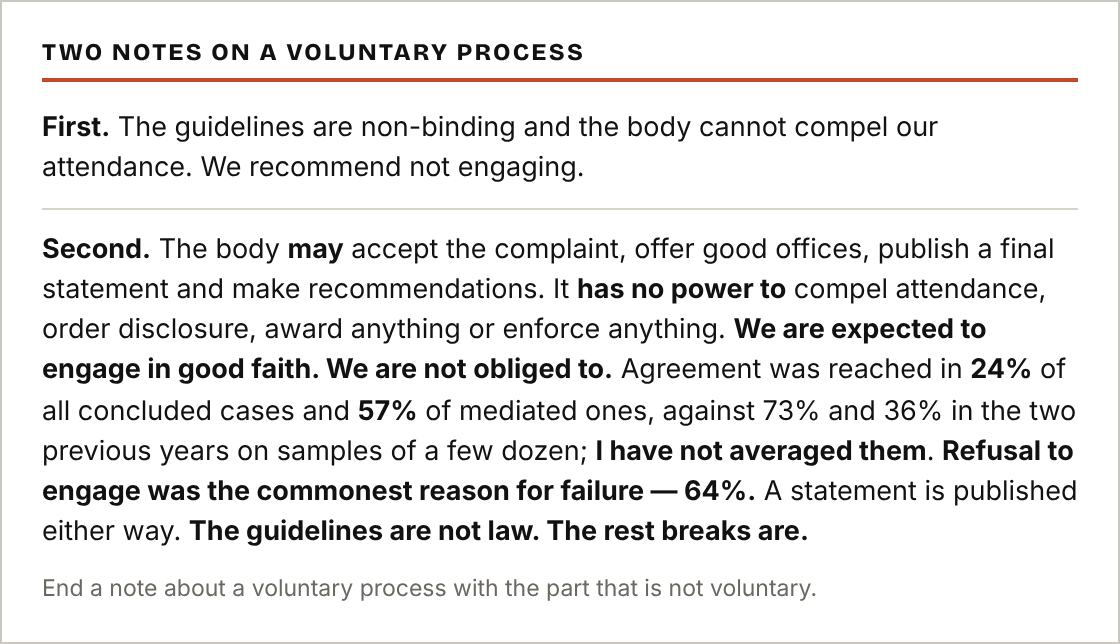 TWO NOTES ON A VOLUNTARY PROCESS
First. The guidelines are non-binding and the body cannot compel our
attendance. We recommend not engaging.
Second. The body may accept the complaint, offer good offices, publish a final
statement and make recommendations. It has no power to compel attendance,
order disclosure, award anything or enforce anything. We are expected to
engage in good faith. We are not obliged to. Agreement was reached in 24% of
all concluded cases and 57% of mediated ones, against 73% and 36% in the two
previous years on samples of a few dozen; I have not averaged them. Refusal to
engage was the commonest reason for failure — 64%. A statement is published
either way. The guidelines are not law. The rest breaks are.
End a note about a voluntary process with the part that is not voluntary.